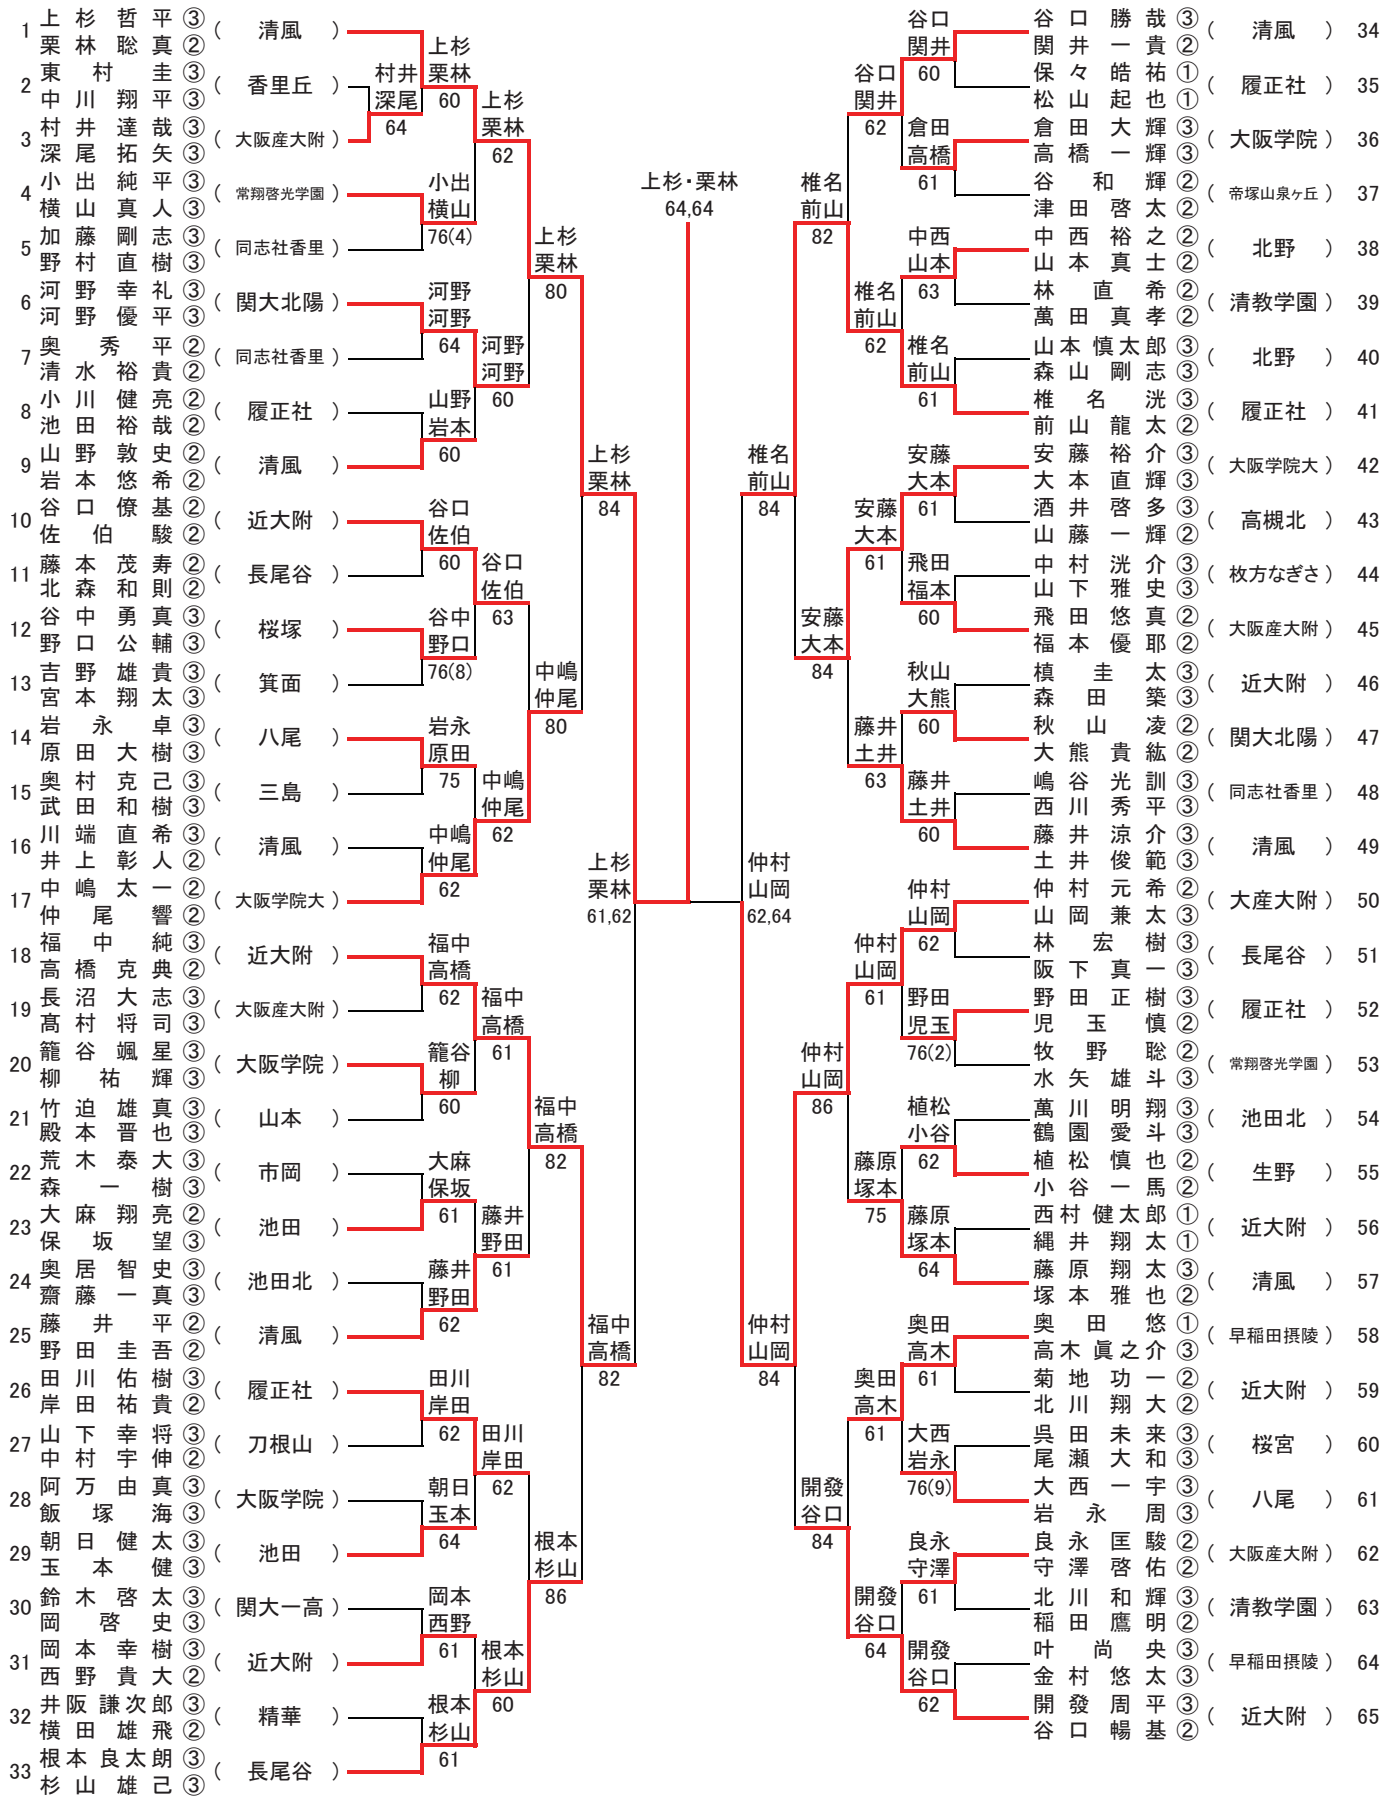 1 上杉哲平③ 栗林聡真② ( 清風 )
2 東村圭③ 中川翔平③ ( 香里丘 )
3 村井達哉③ 深尾拓矢③ ( 大阪産大附 )
4 小出純平③ 横山真人③ ( 常翔啓光学園 )
5 加藤剛志③ 野村直樹③ ( 同志社香里 )
6 河野幸礼③ 河野優平③ ( 関大北陽 )
7 奥秀平② 清水裕貴② ( 同志社香里 )
8 小川健亮② 池田裕哉② ( 履正社 )
9 山野敦史② 岩本悠希② ( 清風 )
10 谷口僚基② 佐伯駿② ( 近大附 )
11 藤本茂寿② 北森和則② ( 長尾谷 )
12 谷中勇真③ 野口公輔③ ( 桜塚 )
13 吉野雄貴③ 宮本翔太③ ( 箕面 )
14 岩永卓③ 原田大樹③ ( 八尾 )
15 奥村克己③ 武田和樹③ ( 三島 )
16 川端直希③ 井上彰人② ( 清風 )
17 中嶋太一② 仲尾響② ( 大阪学院大 )
18 福中純③ 高橋克典② ( 近大附 )
19 長沼大志③ 髙村将司③ ( 大阪産大附 )
20 籠谷颯星③ 柳祐輝③ ( 大阪学院 )
21 竹迫雄真③ 殿本晋也③ ( 山本 )
22 荒木泰大③ 森一樹③ ( 市岡 )
23 大麻翔亮② 保坂望③ ( 池田 )
24 奥居智史③ 齋藤一真③ ( 池田北 )
25 藤井平② 野田圭吾② ( 清風 )
26 田川佑樹③ 岸田祐貴② ( 履正社 )
27 山下幸将③ 中村宇伸② ( 刀根山 )
28 阿万由真③ 飯塚海③ ( 大阪学院 )
29 朝日健太③ 玉本健③ ( 池田 )
30 鈴木啓太③ 岡啓史③ ( 関大一高 )
31 岡本幸樹③ 西野貴大② ( 近大附 )
32 井阪謙次郎③ 横田雄飛② ( 精華 )
33 根本良太朗③ 杉山雄己③ ( 長尾谷 )
村井 深尾 64
上杉 栗林 60
小出 横山 76(4)
河野 河野 64
山野 岩本 60
谷口 佐伯 60
谷中 野口 76(8)
岩永 原田 75
中嶋 仲尾 62
福中 高橋 62
籠谷 柳 60
大麻 保坂 61
藤井 野田 62
田川 岸田 62
朝日 玉本 64
岡本 西野 61
根本 杉山 61
上杉 栗林 62
河野 河野 60
谷口 佐伯 63
中嶋 仲尾 62
福中 高橋 61
藤井 野田 61
田川 岸田 62
根本 杉山 60
上杉 栗林 80
中嶋 仲尾 80
福中 高橋 82
根本 杉山 86
上杉 栗林 84
福中 高橋 82
上杉 栗林 61,62
上杉・栗林
64,64
仲村 山岡 62,64
椎名 前山 84
仲村 山岡 84
椎名 前山 82
安藤 大本 84
仲村 山岡 86
開發 谷口 84
谷口 関井 62
椎名 前山 62
安藤 大本 61
藤井 土井 63
仲村 山岡 61
藤原 塚本 75
奥田 高木 61
開發 谷口 64
谷口 関井 60
倉田 高橋 61
中西 山本 63
椎名 前山 61
安藤 大本 61
飛田 福本 60
秋山 大熊 60
藤井 土井 60
仲村 山岡 62
野田 児玉 76(2)
植松 小谷 62
藤原 塚本 64
奥田 高木 61
大西 岩永 76(9)
良永 守澤 61
開發 谷口 62
谷口勝哉③ 関井一貴② ( 清風 ) 34
保々皓祐① 松山起也① ( 履正社 ) 35
倉田大輝③ 高橋一輝③ ( 大阪学院 ) 36
谷和輝② 津田啓太② ( 帝塚山泉ヶ丘 ) 37
中西裕之② 山本真士② ( 北野 ) 38
林直希② 萬田真孝② ( 清教学園 ) 39
山本慎太郎③ 森山剛志③ ( 北野 ) 40
椎名洸③ 前山龍太② ( 履正社 ) 41
安藤裕介③ 大本直輝③ ( 大阪学院大 ) 42
酒井啓多③ 山藤一輝② ( 高槻北 ) 43
中村洸介③ 山下雅史③ ( 枚方なぎさ ) 44
飛田悠真② 福本優耶② ( 大阪産大附 ) 45
槙圭太③ 森田築③ ( 近大附 ) 46
秋山凌② 大熊貴紘② ( 関大北陽 ) 47
嶋谷光訓③ 西川秀平③ ( 同志社香里 ) 48
藤井涼介③ 土井俊範③ ( 清風 ) 49
仲村元希② 山岡兼太③ ( 大産大附 ) 50
林宏樹③ 阪下真一③ ( 長尾谷 ) 51
野田正樹③ 児玉慎② ( 履正社 ) 52
牧野聡② 水矢雄斗③ ( 常翔啓光学園 ) 53
萬川明翔③ 鶴園愛斗③ ( 池田北 ) 54
植松慎也② 小谷一馬② ( 生野 ) 55
西村健太郎① 縄井翔太① ( 近大附 ) 56
藤原翔太③ 塚本雅也② ( 清風 ) 57
奥田悠① 高木眞之介③ ( 早稲田摂陵 ) 58
菊地功一② 北川翔大② ( 近大附 ) 59
呉田未来③ 尾瀬大和③ ( 桜宮 ) 60
大西一宇③ 岩永周③ ( 八尾 ) 61
良永匡駿② 守澤啓佑② ( 大阪産大附 ) 62
北川和輝③ 稲田鷹明② ( 清教学園 ) 63
叶尚央③ 金村悠太③ ( 早稲田摂陵 ) 64
開發周平③ 谷口暢基② ( 近大附 ) 65